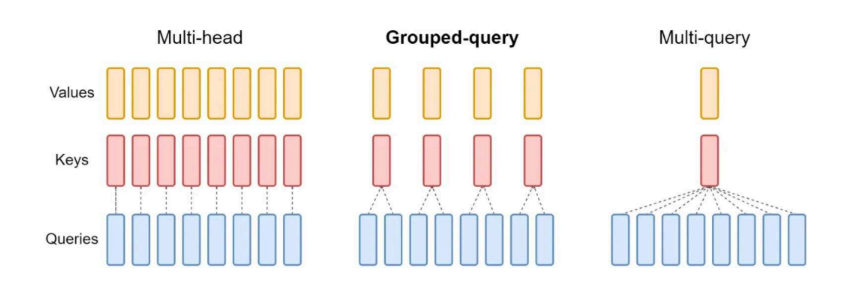 Multi-head
Grouped-query
Multi-query
Values
Keys
Queries